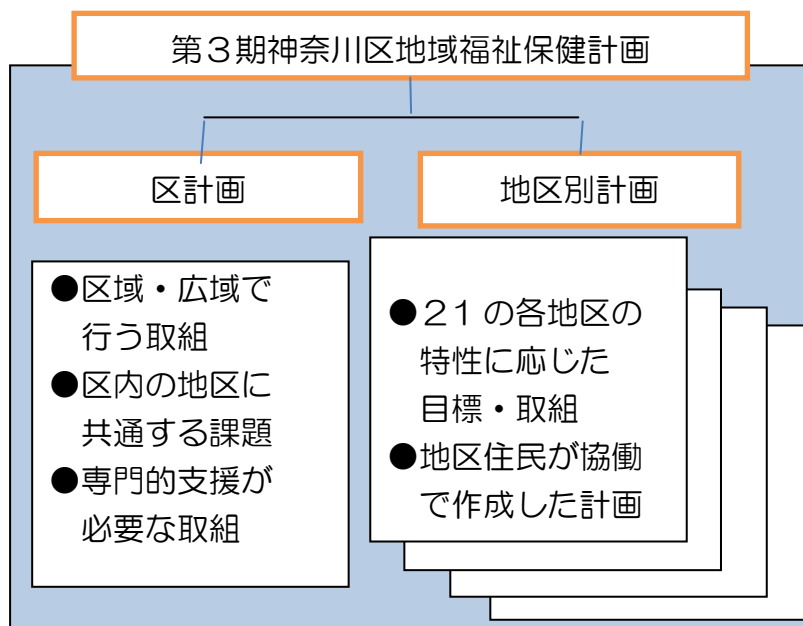 第３期神奈川区地域福祉保健計画
区計画
地区別計画
●区域・広域で
行う取組
●区内の地区に
共通する課題
●専門的支援が
必要な取組
●２１の各地区の
特性に応じた
目標・取組
●地区住民が協働
で作成した計画